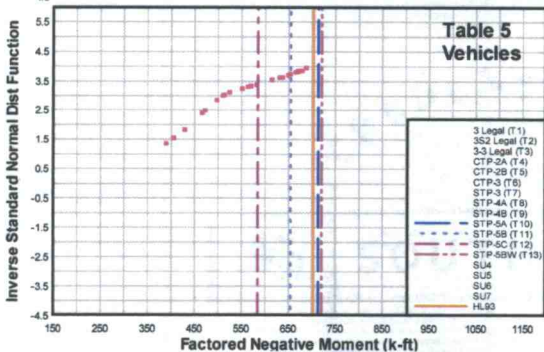 5.5
4.5
3.5
2.5
1.5
0.5
-0.5
-1.5
-2.5
-3.5
-4.5
Inverse Standard Normal Dist Function
Table 5
Vehicles
3 Legal (T1)
3S2 Legal (T2)
3-3 Legal (T3)
CTP-2A (T4)
CTP-2B (T5)
CTP-3 (T6)
STP-3 (T7)
STP-4A (T8)
STP-4B (T9)
STP-5A (T10)
STP-5B (T11)
STP-5C (T12)
STP-5BW (T13)
SU4
SU5
SU6
SU7
HL93
150 250 350 450 550 650 750 850 950 1050 1150
Factored Negative Moment (k-ft)